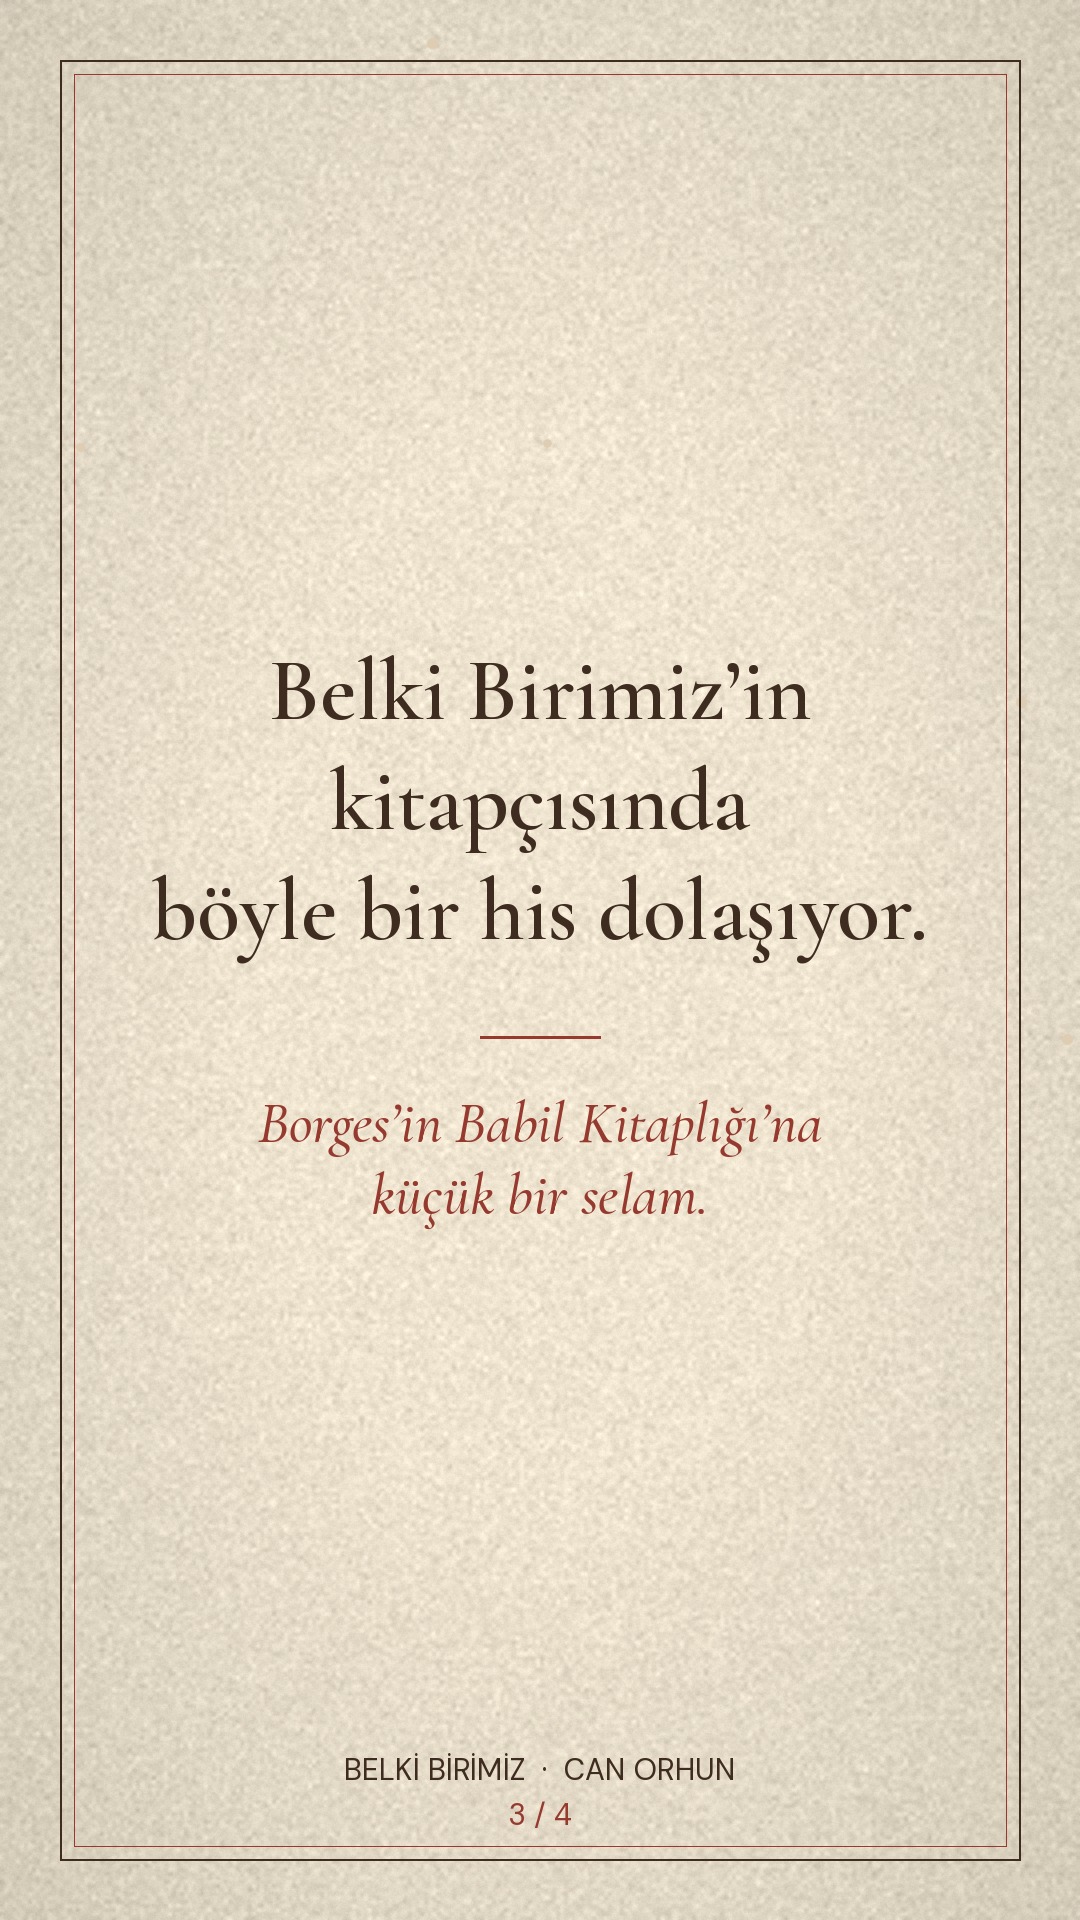 Belki Birimiz’in
kitapçısında
böyle bir his dolaşıyor.
Borges’in Babil Kitaplığı’na
küçük bir selam.
BELKİ BİRİMİZ · CAN ORHUN
3 / 4